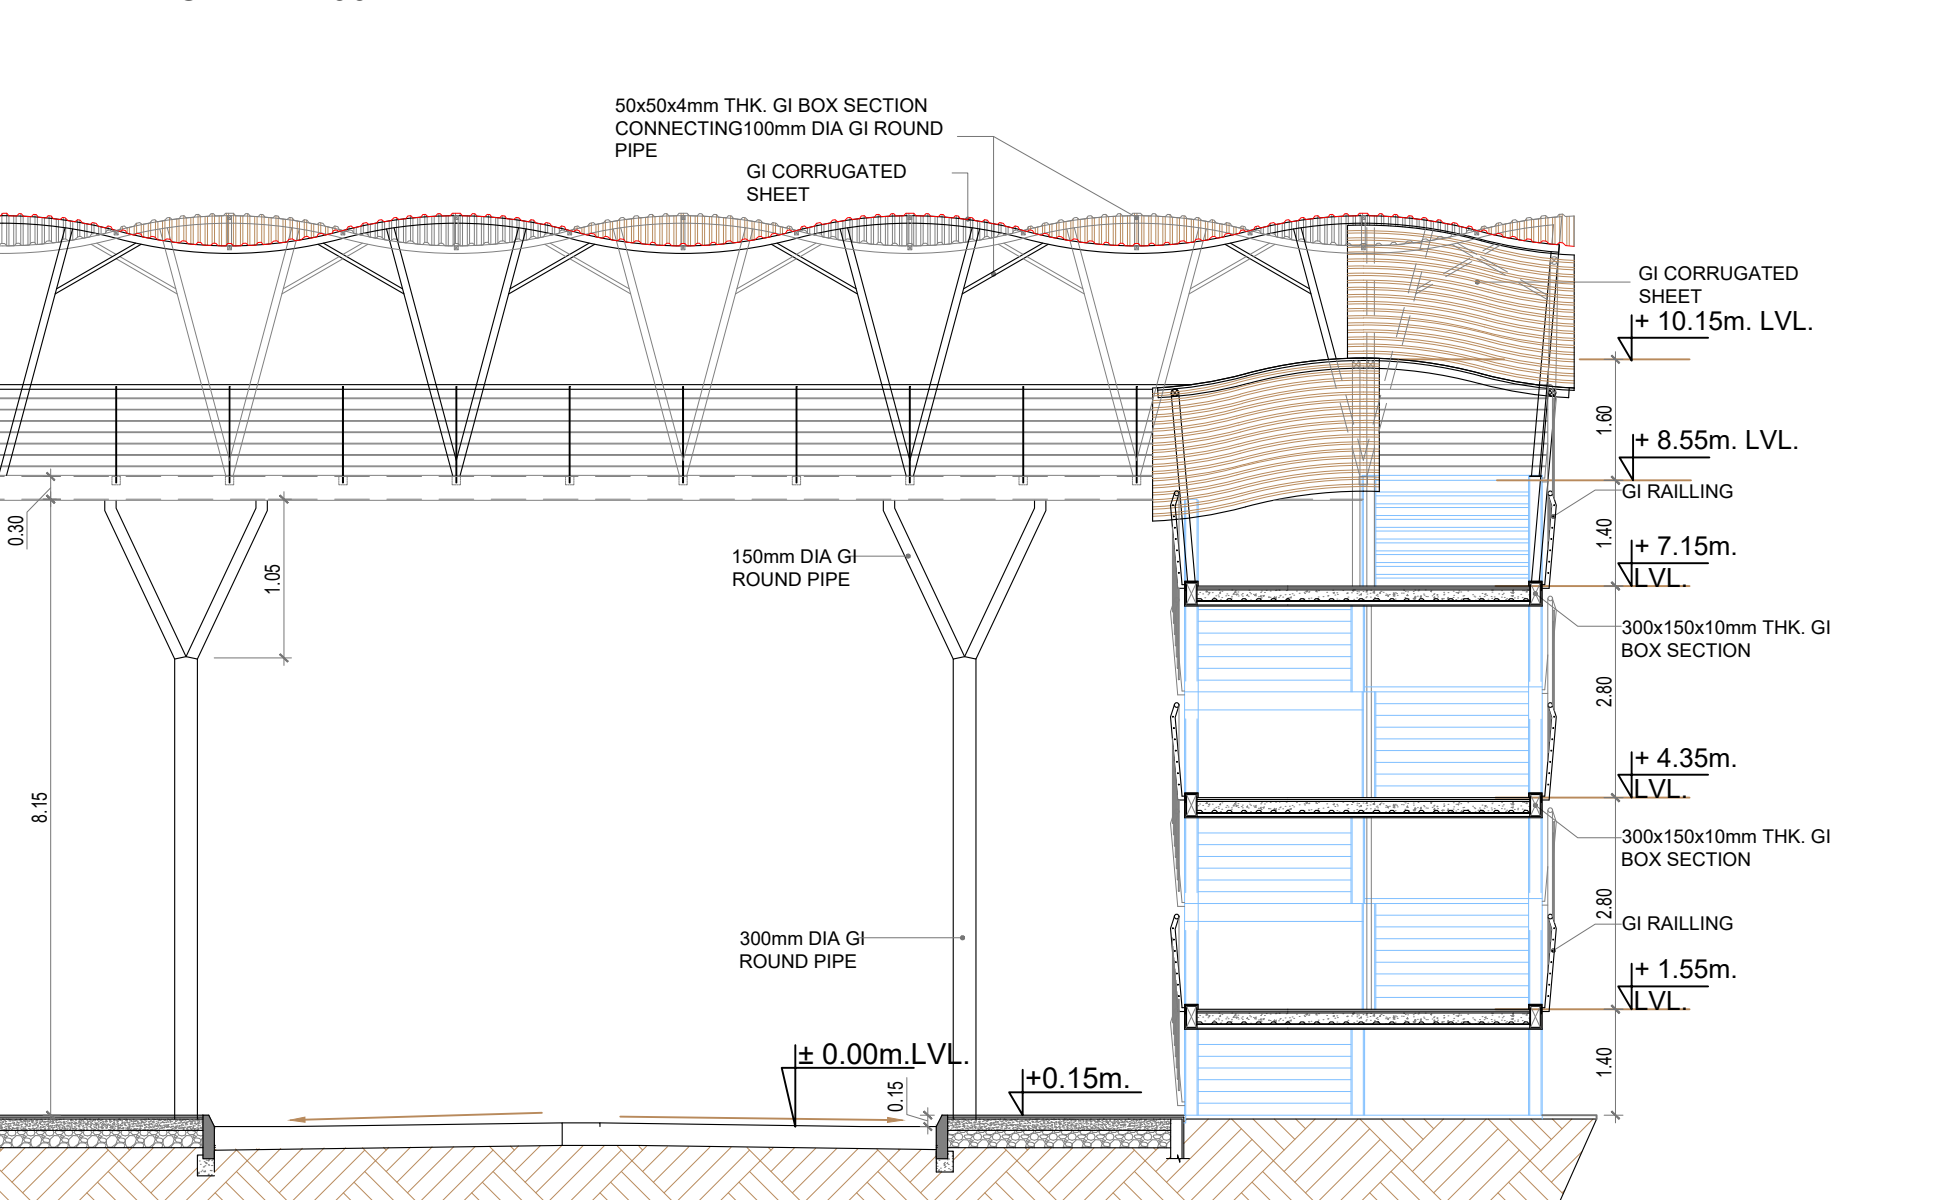 50x50x4mm THK. GI BOX SECTION
CONNECTING100mm DIA GI ROUND
PIPE
GI CORRUGATED
SHEET
GI CORRUGATED
SHEET
+ 10.15m. LVL.
1.60
+ 8.55m. LVL.
GI RAILLING
0.30
1.40
150mm DIA GI
ROUND PIPE
1.05
+ 7.15m.
LVL.
300x150x10mm THK. GI
BOX SECTION
2.80
+ 4.35m.
LVL.
8.15
300x150x10mm THK. GI
BOX SECTION
2.80
GI RAILLING
300mm DIA GI
ROUND PIPE
+ 1.55m.
LVL.
± 0.00m.LVL.
+0.15m.
0.15
1.40